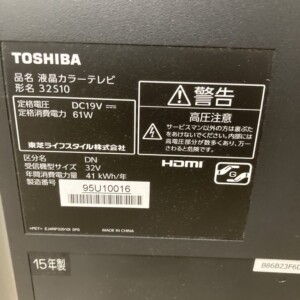 TOSHIBA
品名 液晶カラーテレビ
形名 32S10
定格電圧 DC19V
定格消費電力 61W
東芝ライフスタイル株式会社
区分名 DN
受信機型サイズ 32V
年間消費電力量 41 kWh/年
製造番号
95U10016
MADE IN CHINA
15年製
警告
高圧注意
サービスマン以外の方は裏ぶたをあけないでください。内部には高電圧部分が数多くあり、万一さわると危険です。
HDMI
G
B86B23F6D